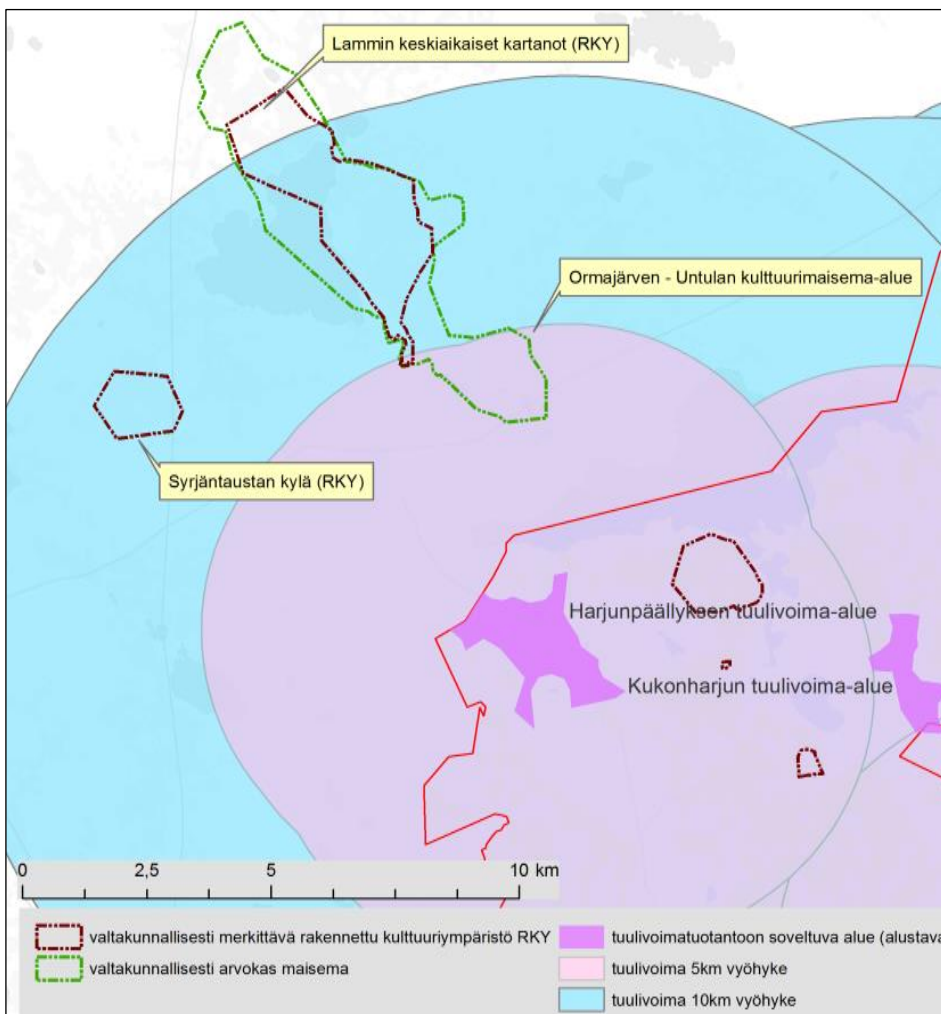 Lammin keskiaikaiset kartanot (RKY)
Ormajärven - Untulan kulttuurimaisema-alue
Syrjäntaustan kylä (RKY)
Harjunpäällyksen tuulivoima-alue
Kukonharjun tuulivoima-alue
0 2,5 5 10 km
valtakunnallisesti merkittävä rakennettu kulttuuriympäristö RKY
valtakunnallisesti arvokas maisema
tuulivoimatuotantoon soveltuva alue (alustava
tuulivoima 5km vyöhyke
tuulivoima 10km vyöhyke